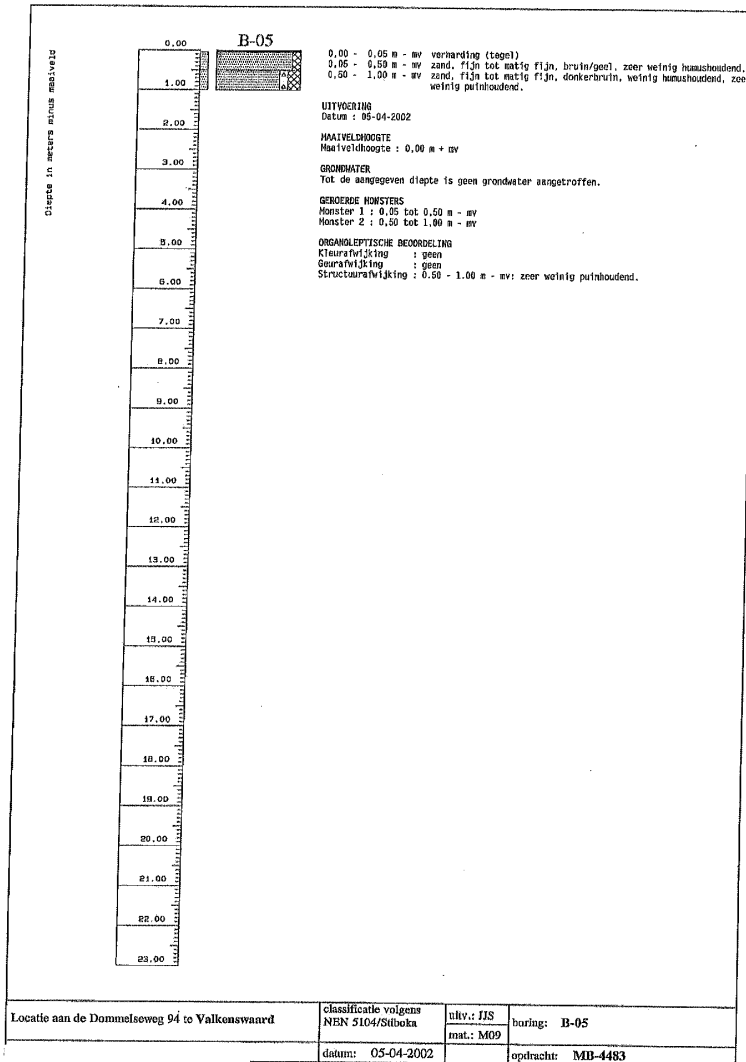 Diepte in meters minus maaiveld
B-05
0,00 - 0,05 m - mv verharding (tegel)
0,05 - 0,50 m - mv zand, fijn tot matig fijn, bruin/geel, zeer weinig humushoudend.
0,50 - 1,00 m - mv zand, fijn tot matig fijn, donkerbruin, weinig humushoudend, zee
weinig puinhoudend.
UITVOERING
Datum : 05-04-2002
MAAIVELDHOOGTE
Maaiveldhoogte : 0,00 m + mv
GRONDWATER
Tot de aangegeven diepte is geen grondwater aangetroffen.
GEROERDE MONSTERS
Monster 1 : 0,05 tot 0,50 m - mv
Monster 2 : 0,50 tot 1,00 m - mv
ORGANOLEPTISCHE BEOORDELING
Kleurafwijking : geen
Geurafwijking : geen
Structuurafwijking : 0.50 - 1.00 m - mv: zeer weinig puinhoudend.
0.00
1.00
2.00
3.00
4.00
5.00
6.00
7.00
8.00
9.00
10.00
11.00
12.00
13.00
14.00
15.00
16.00
17.00
18.00
19.00
20.00
21.00
22.00
23.00
Locatie aan de Dommelseweg 94 te Valkenswaard
classificatie volgens
NEN 5104/Stiboka
uitv.: IJS
mat.: M09
boring: B-05
datum: 05-04-2002
opdracht: MB-4483